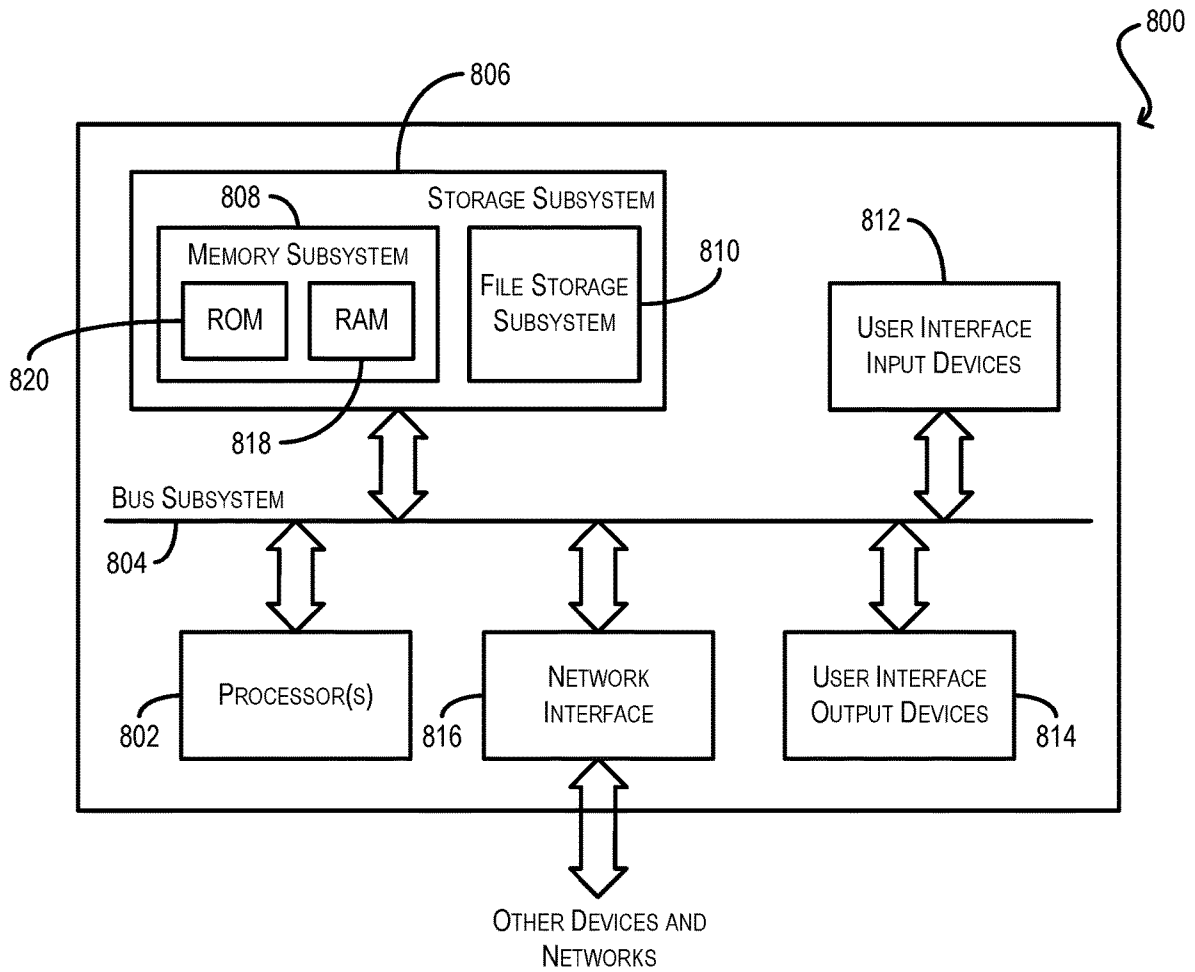 800
806
STORAGE SUBSYSTEM
808
MEMORY SUBSYSTEM
ROM
RAM
FILE STORAGE
SUBSYSTEM
810
812
USER INTERFACE
INPUT DEVICES
820
818
BUS SUBSYSTEM
804
PROCESSOR(S)
802
NETWORK
INTERFACE
816
USER INTERFACE
OUTPUT DEVICES
814
OTHER DEVICES AND
NETWORKS